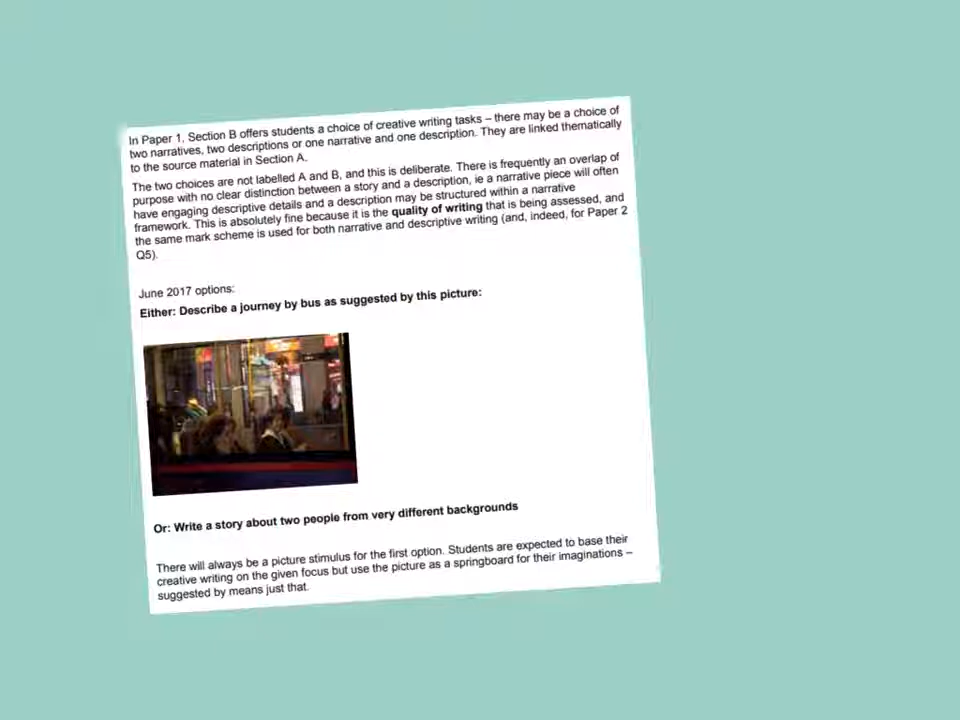 In Paper 1, Section B offers students a choice of creative writing tasks – there may be a choice of
two narratives, two descriptions or one narrative and one description. They are linked thematically
to the source material in Section A.
The two choices are not labelled A and B, and this is deliberate. There is frequently an overlap of
purpose with no clear distinction between a story and a description, ie a narrative piece will often
have engaging descriptive details and a description may be structured within a narrative
framework. This is absolutely fine because it is the quality of writing that is being assessed, and
the same mark scheme is used for both narrative and descriptive writing (and, indeed, for Paper 2
Q5).
June 2017 options:
Either: Describe a journey by bus as suggested by this picture:
Or: Write a story about two people from very different backgrounds
There will always be a picture stimulus for the first option. Students are expected to base their
creative writing on the given focus but use the picture as a springboard for their imaginations –
suggested by means just that.